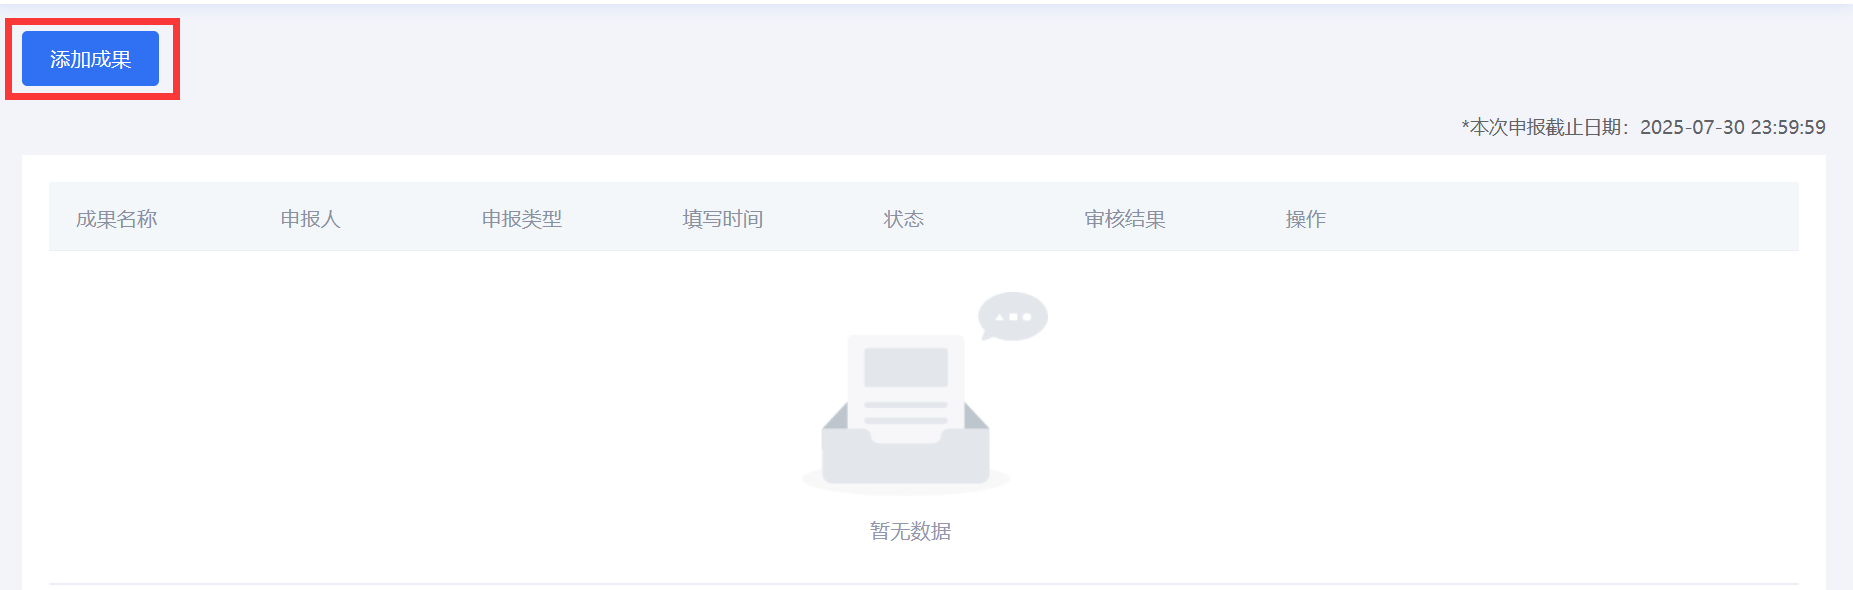 添加成果
*本次申报截止日期：2025-07-30 23:59:59
成果名称 申报人 申报类型 填写时间 状态 审核结果 操作
暂无数据